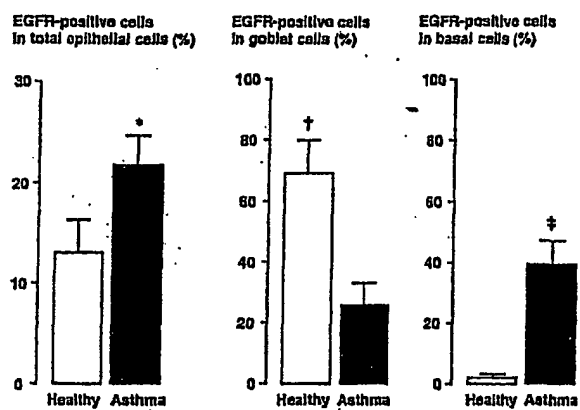 EGFR-positive cells
in total epithelial cells (%)
EGFR-positive cells
in goblet cells (%)
EGFR-positive cells
in basal cells (%)
30
20
10
0
*
Healthy Asthma
100
80
60
40
20
0
†
Healthy Asthma
100
80
60
40
20
0
‡
Healthy Asthma